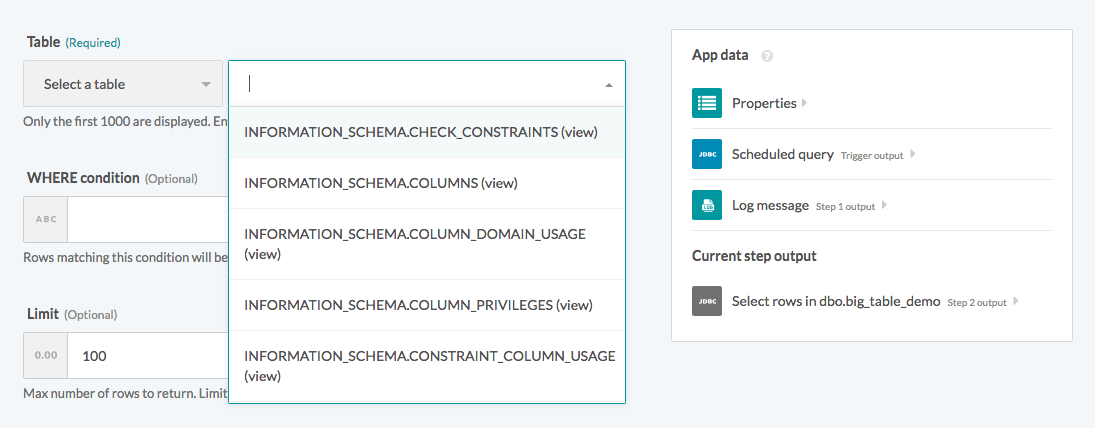 Table (Required)
Select a table
Only the first 1000 are displayed. En
INFORMATION_SCHEMA.CHECK_CONSTRAINTS (view)
INFORMATION_SCHEMA.COLUMNS (view)
INFORMATION_SCHEMA.COLUMN_DOMAIN_USAGE
(view)
INFORMATION_SCHEMA.COLUMN_PRIVILEGES (view)
INFORMATION_SCHEMA.CONSTRAINT_COLUMN_USAGE
(view)
WHERE condition (Optional)
ABC
Rows matching this condition will be
Limit (Optional)
0.00 100
Max number of rows to return. Limit
App data ?
Properties
JDBC Scheduled query Trigger output
LOG Log message Step 1 output
Current step output
JDBC Select rows in dbo.big_table_demo Step 2 output